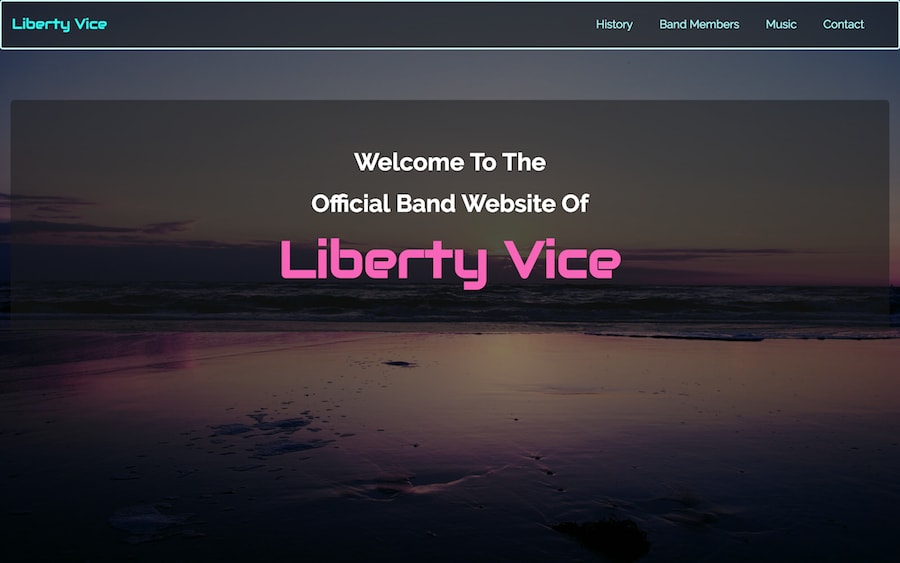 Liberty Vice
History
Band Members
Music
Contact
Welcome To The
Official Band Website Of
Liberty Vice